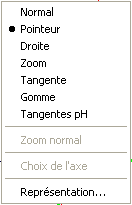 Normal
Pointeur
Droite
Zoom
Tangente
Gomme
Tangentes pH
Zoom normal
Choix de l'axe
Représentation...